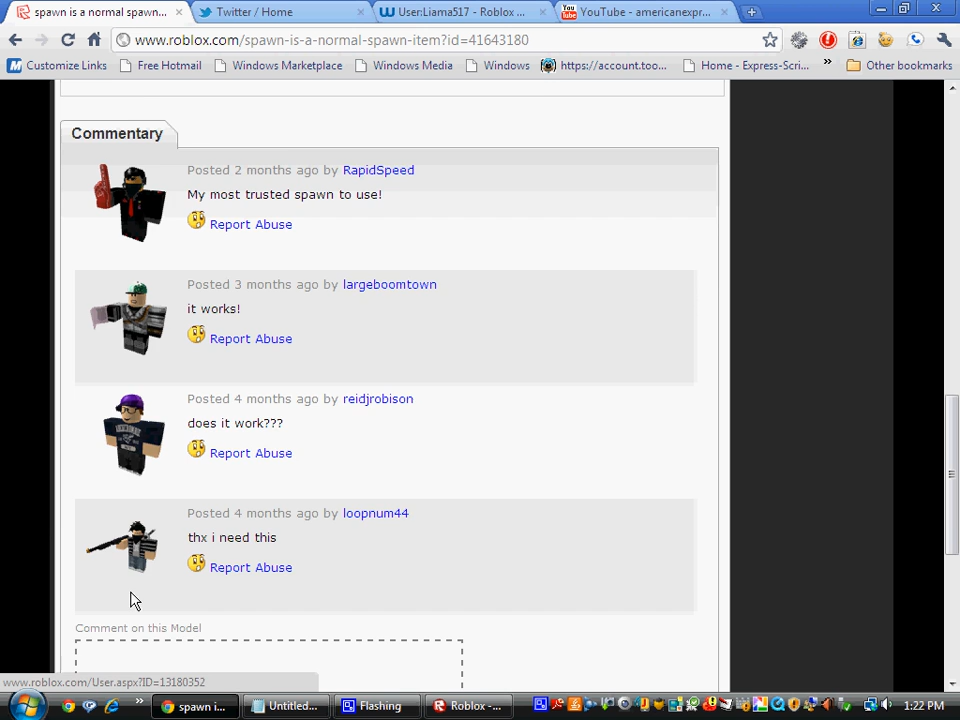 spawn is a normal spawn...
Twitter / Home
User:Liama517 - Roblox ...
YouTube - americanexpr...
www.roblox.com/spawn-is-a-normal-spawn-item?id=41643180
Customize Links
Free Hotmail
Windows Marketplace
Windows Media
Windows
https://account.too...
Home - Express-Scri...
»
Other bookmarks
Commentary
Posted 2 months ago by RapidSpeed
My most trusted spawn to use!
Report Abuse
Posted 3 months ago by largeboomtown
it works!
Report Abuse
Posted 4 months ago by reidjrobison
does it work???
Report Abuse
Posted 4 months ago by loopnum44
thx i need this
Report Abuse
Comment on this Model
www.roblox.com/User.aspx?ID=13180352
»
spawn i...
Untitled...
Flashing
Roblox -...
1:22 PM